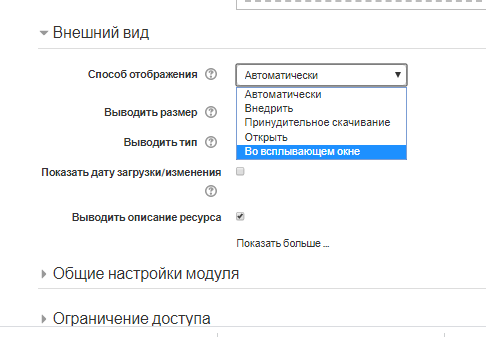 Внешний вид
Способ отображения
Автоматически
Автоматически
Внедрить
Принудительное скачивание
Открыть
Во всплывающем окне
Выводить размер
Выводить тип
Показать дату загрузки/изменения
Выводить описание ресурса
Показать больше ...
Общие настройки модуля
Ограничение доступа